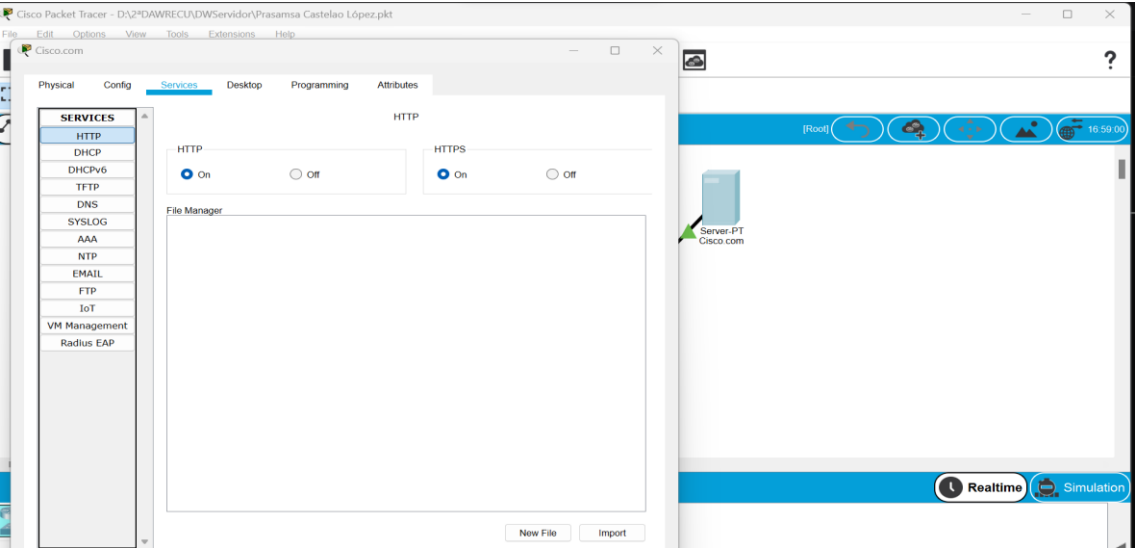 Cisco Packet Tracer - D:\2ªDAWRECU\DWServidor\Prasamsa Castelao López.pkt
File Edit Options View Tools Extensions Help
Cisco.com
?
Physical Config Services Desktop Programming Attributes
SERVICES
HTTP
DHCP
DHCPv6
TFTP
DNS
SYSLOG
AAA
NTP
EMAIL
FTP
IoT
VM Management
Radius EAP
HTTP
HTTP
On Off
HTTPS
On Off
File Manager
New File Import
[Root] 16:59:00
Server-PT
Cisco.com
Realtime Simulation